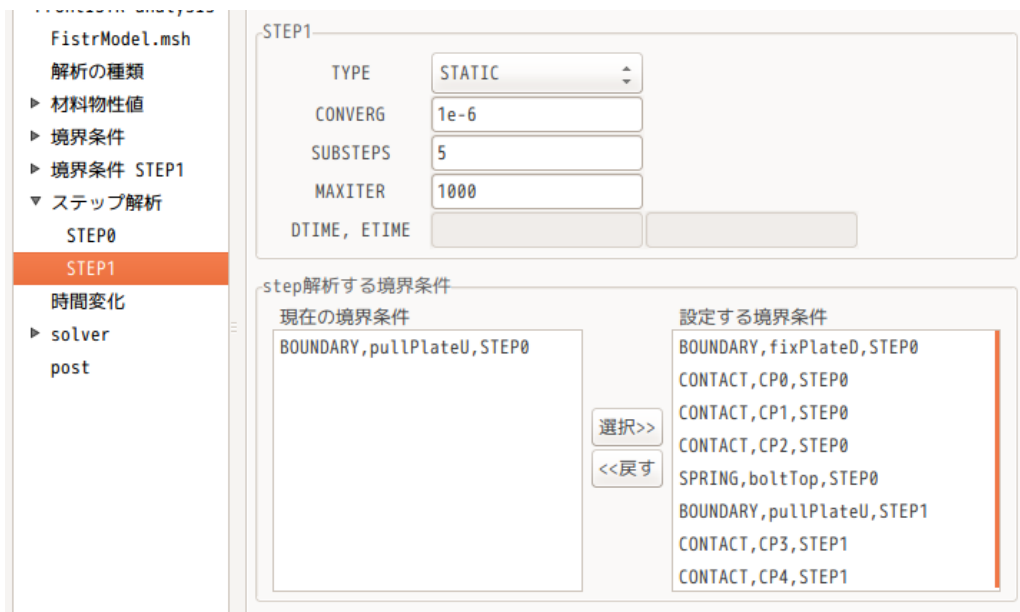 FistrModel.msh
解析の種類
材料物性値
境界条件
境界条件 STEP1
ステップ解析
STEP0
STEP1
時間変化
solver
post
STEP1
TYPE STATIC
CONVERG 1e-6
SUBSTEPS 5
MAXITER 1000
DTIME, ETIME
step解析する境界条件
現在の境界条件
BOUNDARY,pullPlateU,STEP0
選択>>
<<戻す
設定する境界条件
BOUNDARY,fixPlateD,STEP0
CONTACT,CP0,STEP0
CONTACT,CP1,STEP0
CONTACT,CP2,STEP0
SPRING,boltTop,STEP0
BOUNDARY,pullPlateU,STEP1
CONTACT,CP3,STEP1
CONTACT,CP4,STEP1